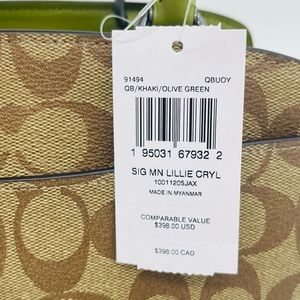 91494 QBUOY
QB/KHAKI/OLIVE GREEN
1 95031 67932 2
SIG MN LILLIE CRYL
10011205JAX
MADE IN MYANMAR
COMPARABLE VALUE
$398.00 USD
$398.00 CAD